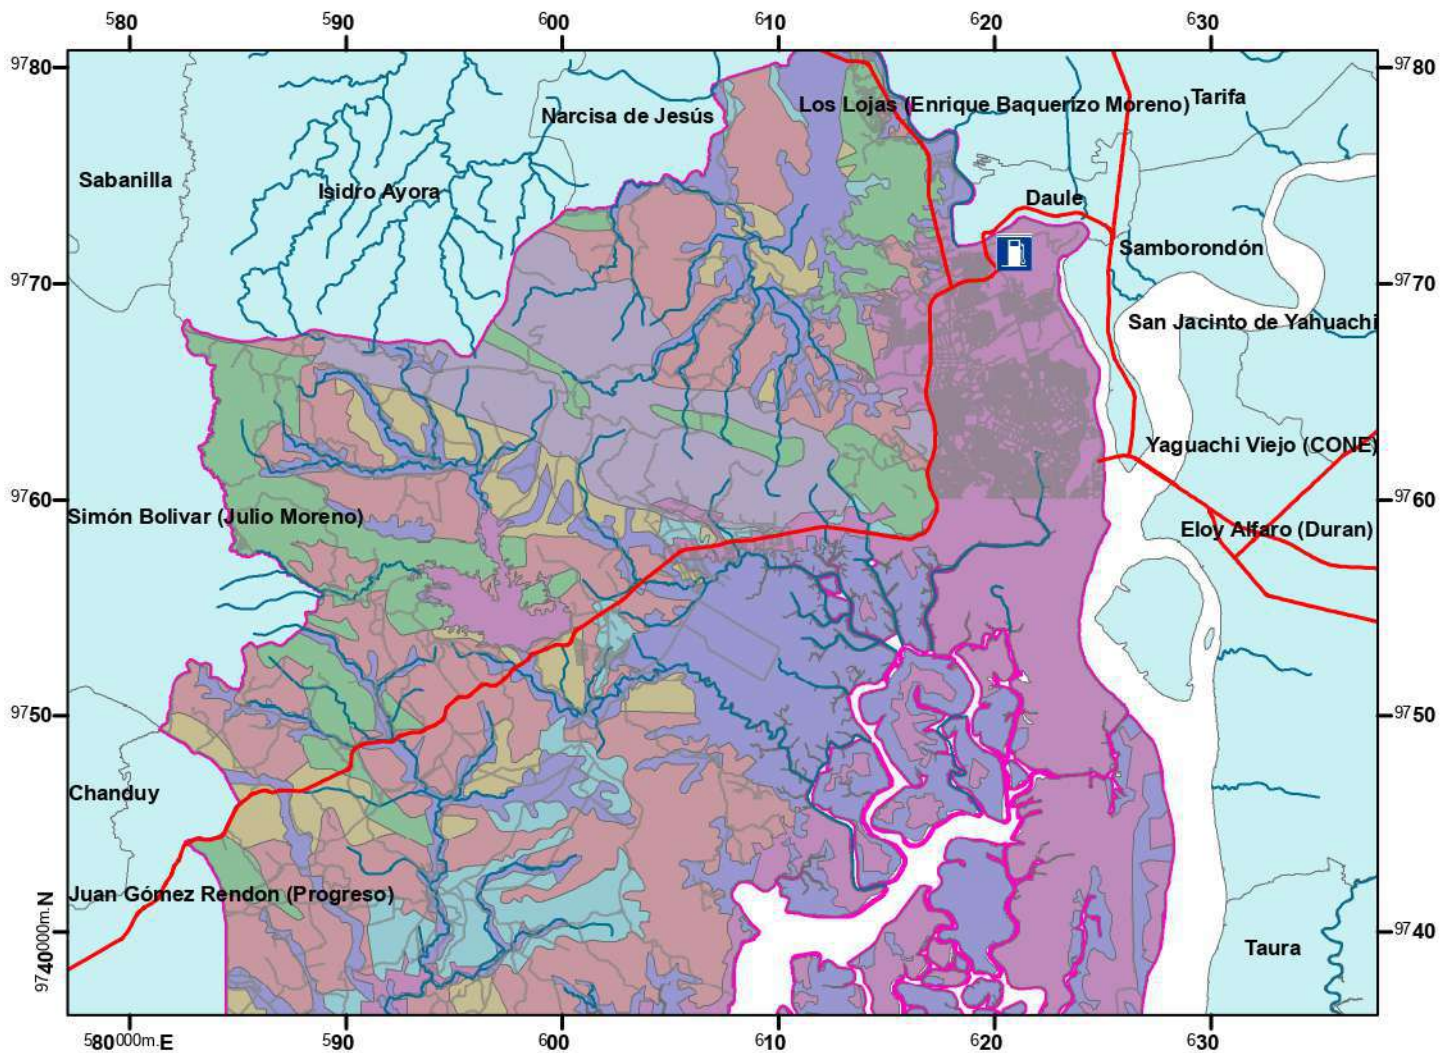 580 590 600 610 620 630
9780 9780
Los Lojas (Enrique Baquerizo Moreno) Tarifa
Narcisa de Jesús
Sabanilla
Isidro Ayora
Daule
Samborondón
9770 9770
San Jacinto de Yahuachi
Yaguachi Viejo (CONE)
9760 9760
Simón Bolivar (Julio Moreno)
Eloy Alfaro (Duran)
9750 9750
Chanduy
Juan Gómez Rendon (Progreso)
9740000m. N 9740
Taura
580000m. E 590 600 610 620 630